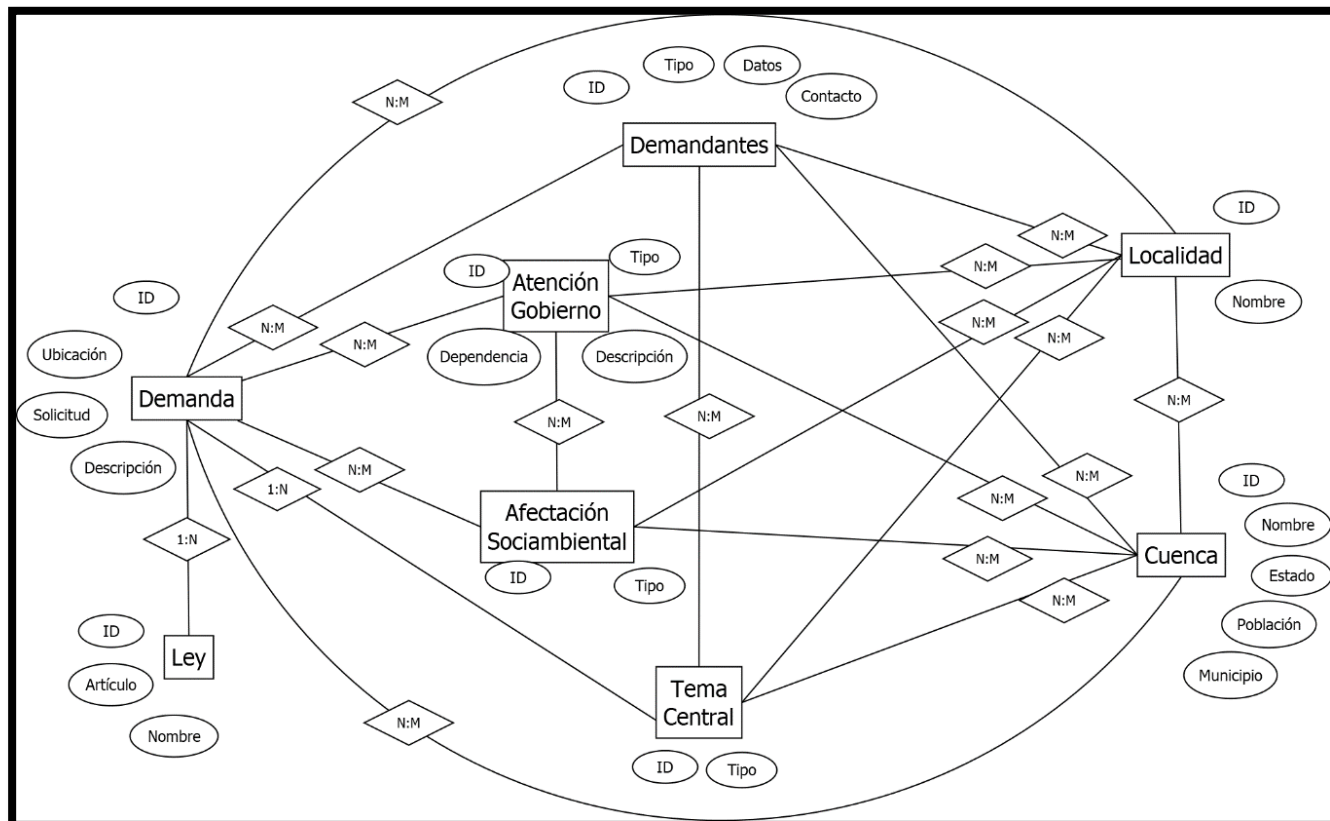 Tipo
Datos
ID
Contacto
N:M
Demandantes
ID
N:M
Localidad
Tipo
ID
Atención
Gobierno
N:M
ID
Nombre
N:M
N:M
N:M
N:M
Ubicación
Dependencia
Descripción
Demanda
N:M
Solicitud
N:M
N:M
Descripción
N:M
N:M
ID
1:N
N:M
Afectación
Sociambiental
Nombre
1:N
N:M
Cuenca
ID
Tipo
Estado
N:M
ID
Población
Ley
Artículo
Municipio
Tema
Central
N:M
Nombre
ID
Tipo